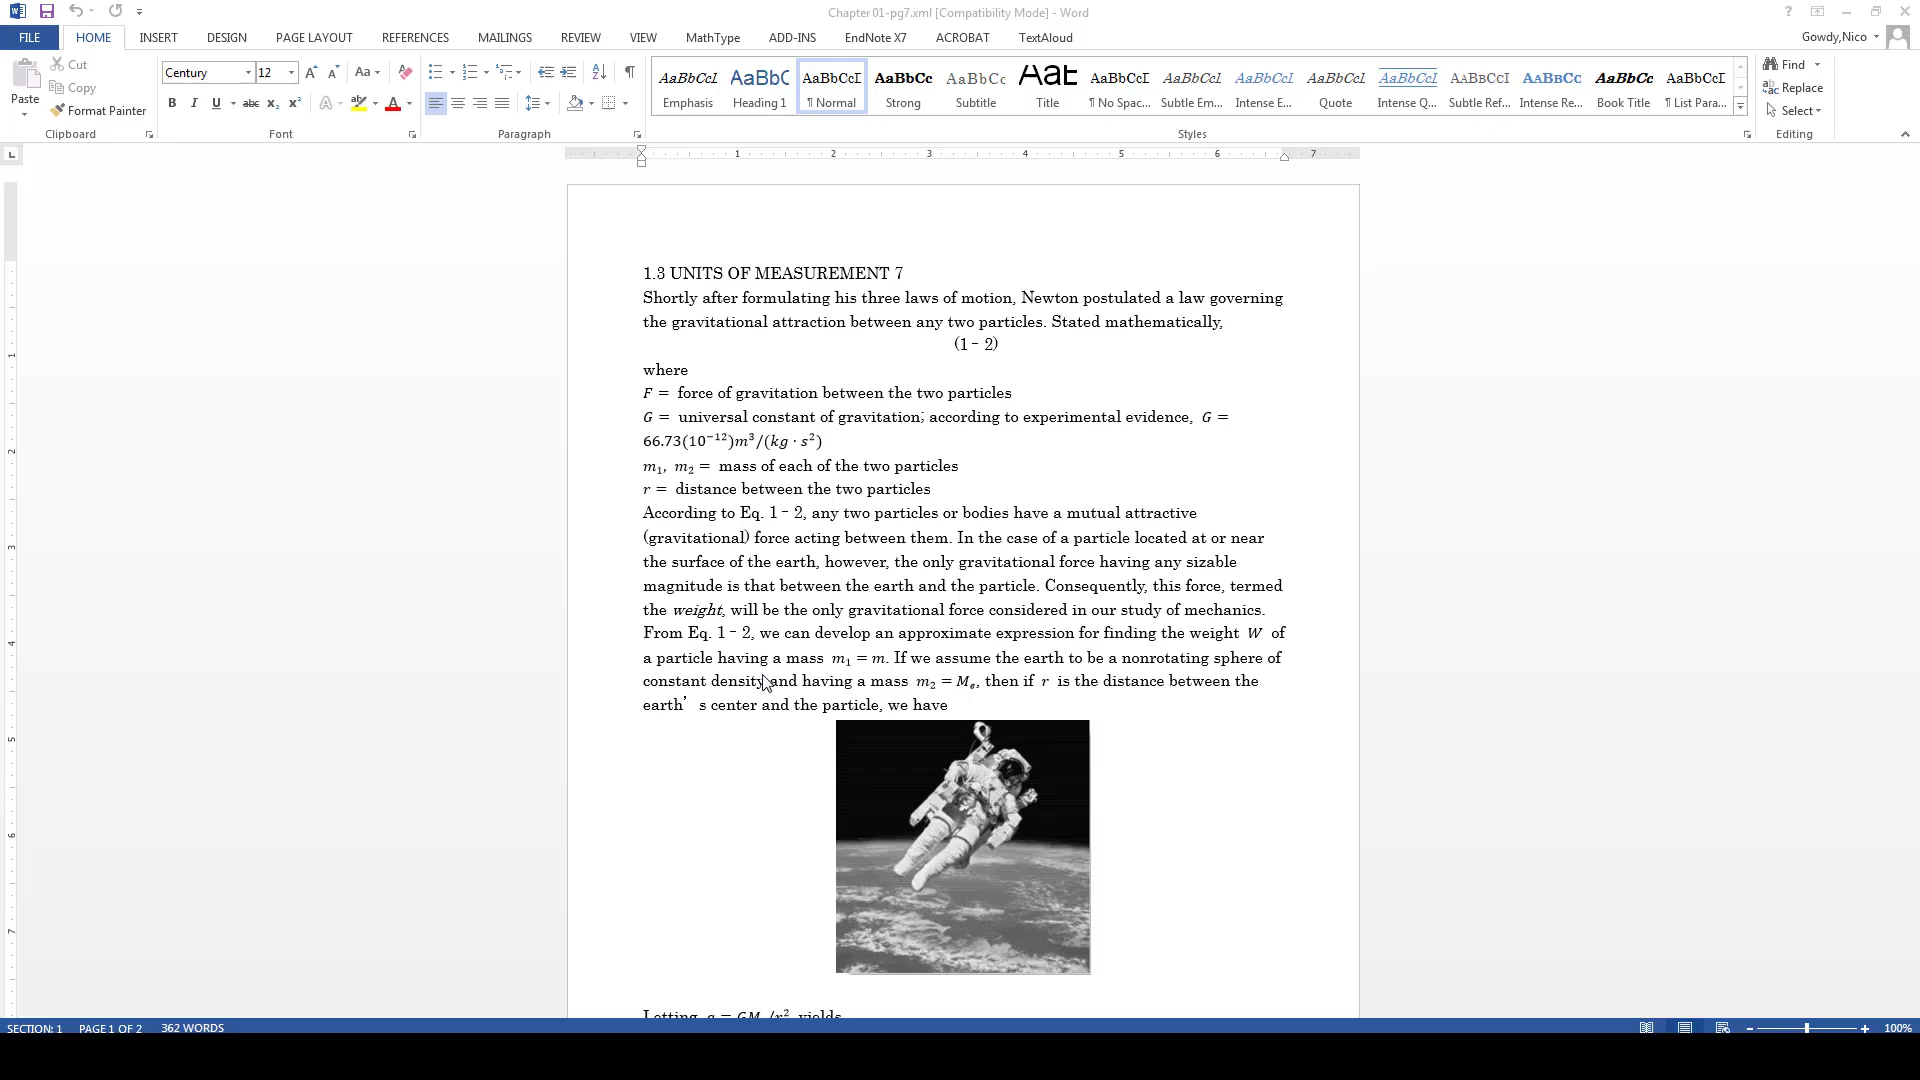 Chapter 01-pg7.xml [Compatibility Mode] - Word
FILE HOME INSERT DESIGN PAGE LAYOUT REFERENCES MAILINGS REVIEW VIEW MathType ADD-INS EndNote X7 ACROBAT TextAloud Gowdy,Nico
Paste
Cut
Copy
Format Painter
Clipboard
Century 12
Font
Paragraph
AaBbCcI AaBbC AaBbCcI AaBbCc AaBbCc AaB AaBbCcI AaBbCcI AaBbCcI AaBbCcI AaBbCcI AABBCCI AABBCC AaBbCc AaBbCcI
Emphasis Heading 1 ¶ Normal Strong Subtitle Title ¶ No Spac... Subtle Em... Intense E... Quote Intense Q... Subtle Ref... Intense Re... Book Title ¶ List Para...
Styles
Find
Replace
Select
Editing
1 2 3 4 5 6 7
1.3 UNITS OF MEASUREMENT 7
Shortly after formulating his three laws of motion, Newton postulated a law governing
the gravitational attraction between any two particles. Stated mathematically,
(1–2)
where
F = force of gravitation between the two particles
G = universal constant of gravitation; according to experimental evidence, G =
66.73(10⁻¹²)m³/(kg · s²)
m₁, m₂ = mass of each of the two particles
r = distance between the two particles
According to Eq. 1–2, any two particles or bodies have a mutual attractive
(gravitational) force acting between them. In the case of a particle located at or near
the surface of the earth, however, the only gravitational force having any sizable
magnitude is that between the earth and the particle. Consequently, this force, termed
the weight, will be the only gravitational force considered in our study of mechanics.
From Eq. 1–2, we can develop an approximate expression for finding the weight W of
a particle having a mass m₁ = m. If we assume the earth to be a nonrotating sphere of
constant density and having a mass m₂ = Mₑ, then if r is the distance between the
earth’s center and the particle, we have
Letting g = GMₑ/r² yields
SECTION: 1 PAGE 1 OF 2 362 WORDS 100%